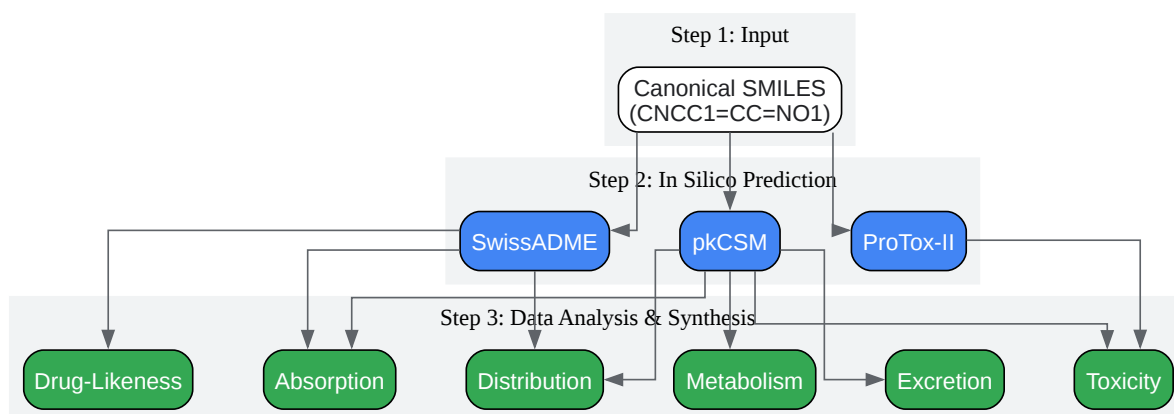 Step 1: Input
Canonical SMILES
(CNCC1=CC=NO1)
Step 2: In Silico Prediction
SwissADME
pkCSM
ProTox-II
Step 3: Data Analysis & Synthesis
Drug-Likeness
Absorption
Distribution
Metabolism
Excretion
Toxicity